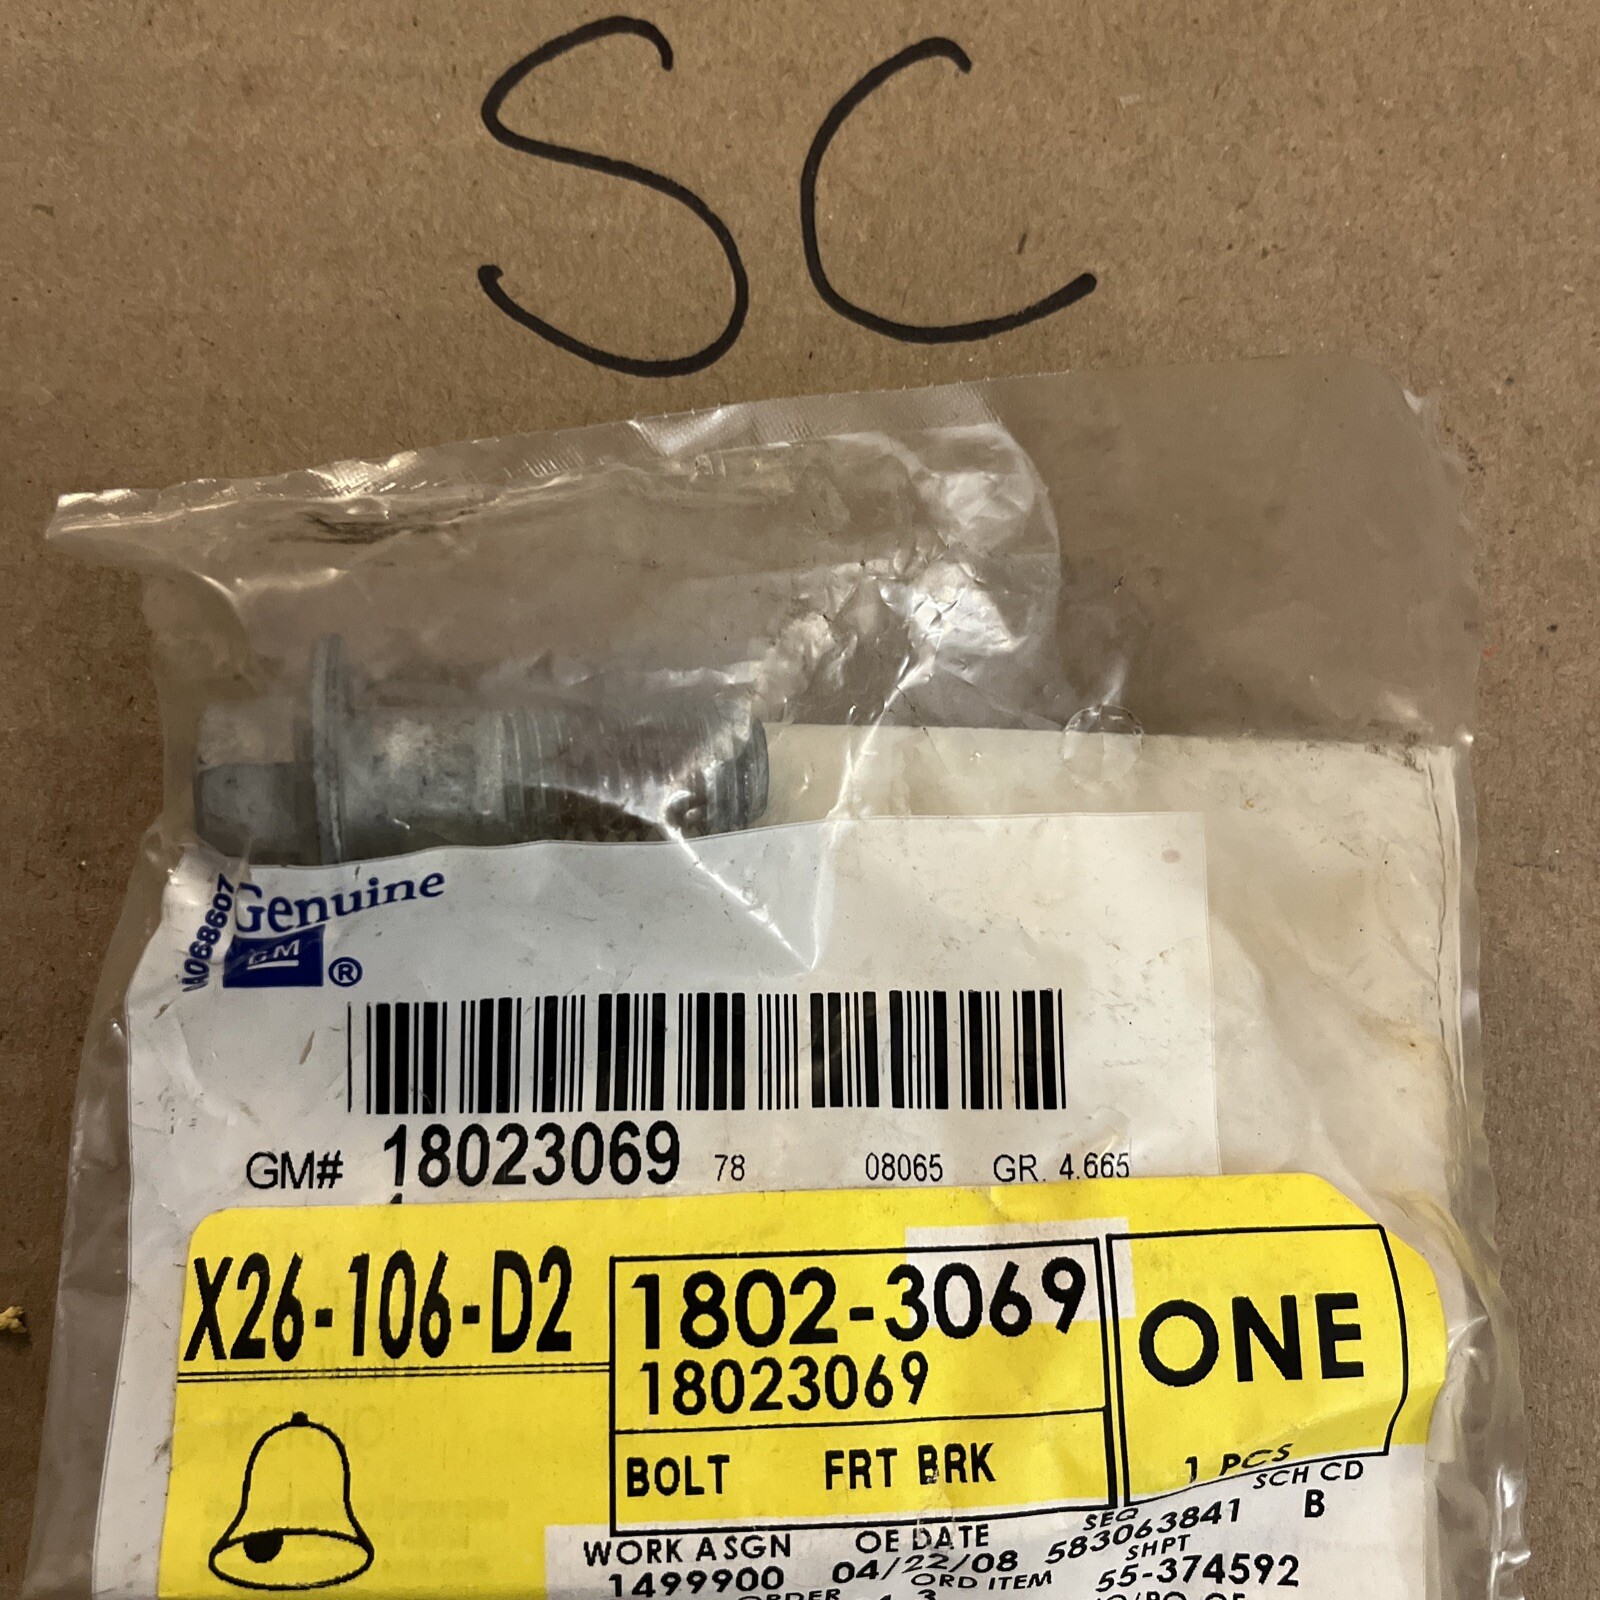 SC
Genuine
GM ®
GM# 18023069 78 08065 GR. 4.665
X26-106-D2
1802-3069
18023069
ONE
BOLT FRT BRK
1 PCS
SCH CD
B
WORK ASGN OE DATE SEQ
1499900 04/22/08 583063841
ORD ITEM SHPT
3 55-374592